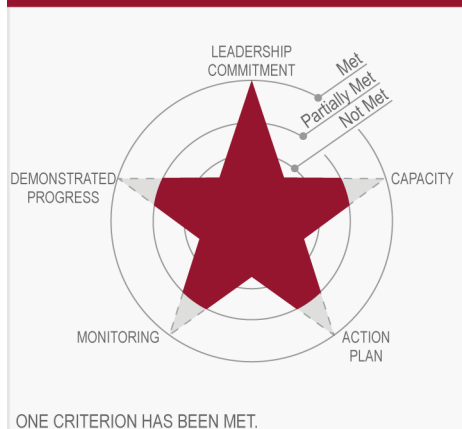 LEADERSHIP
COMMITMENT
Met
Partially Met
Not Met
DEMONSTRATED
PROGRESS
CAPACITY
MONITORING
ACTION
PLAN
ONE CRITERION HAS BEEN MET.